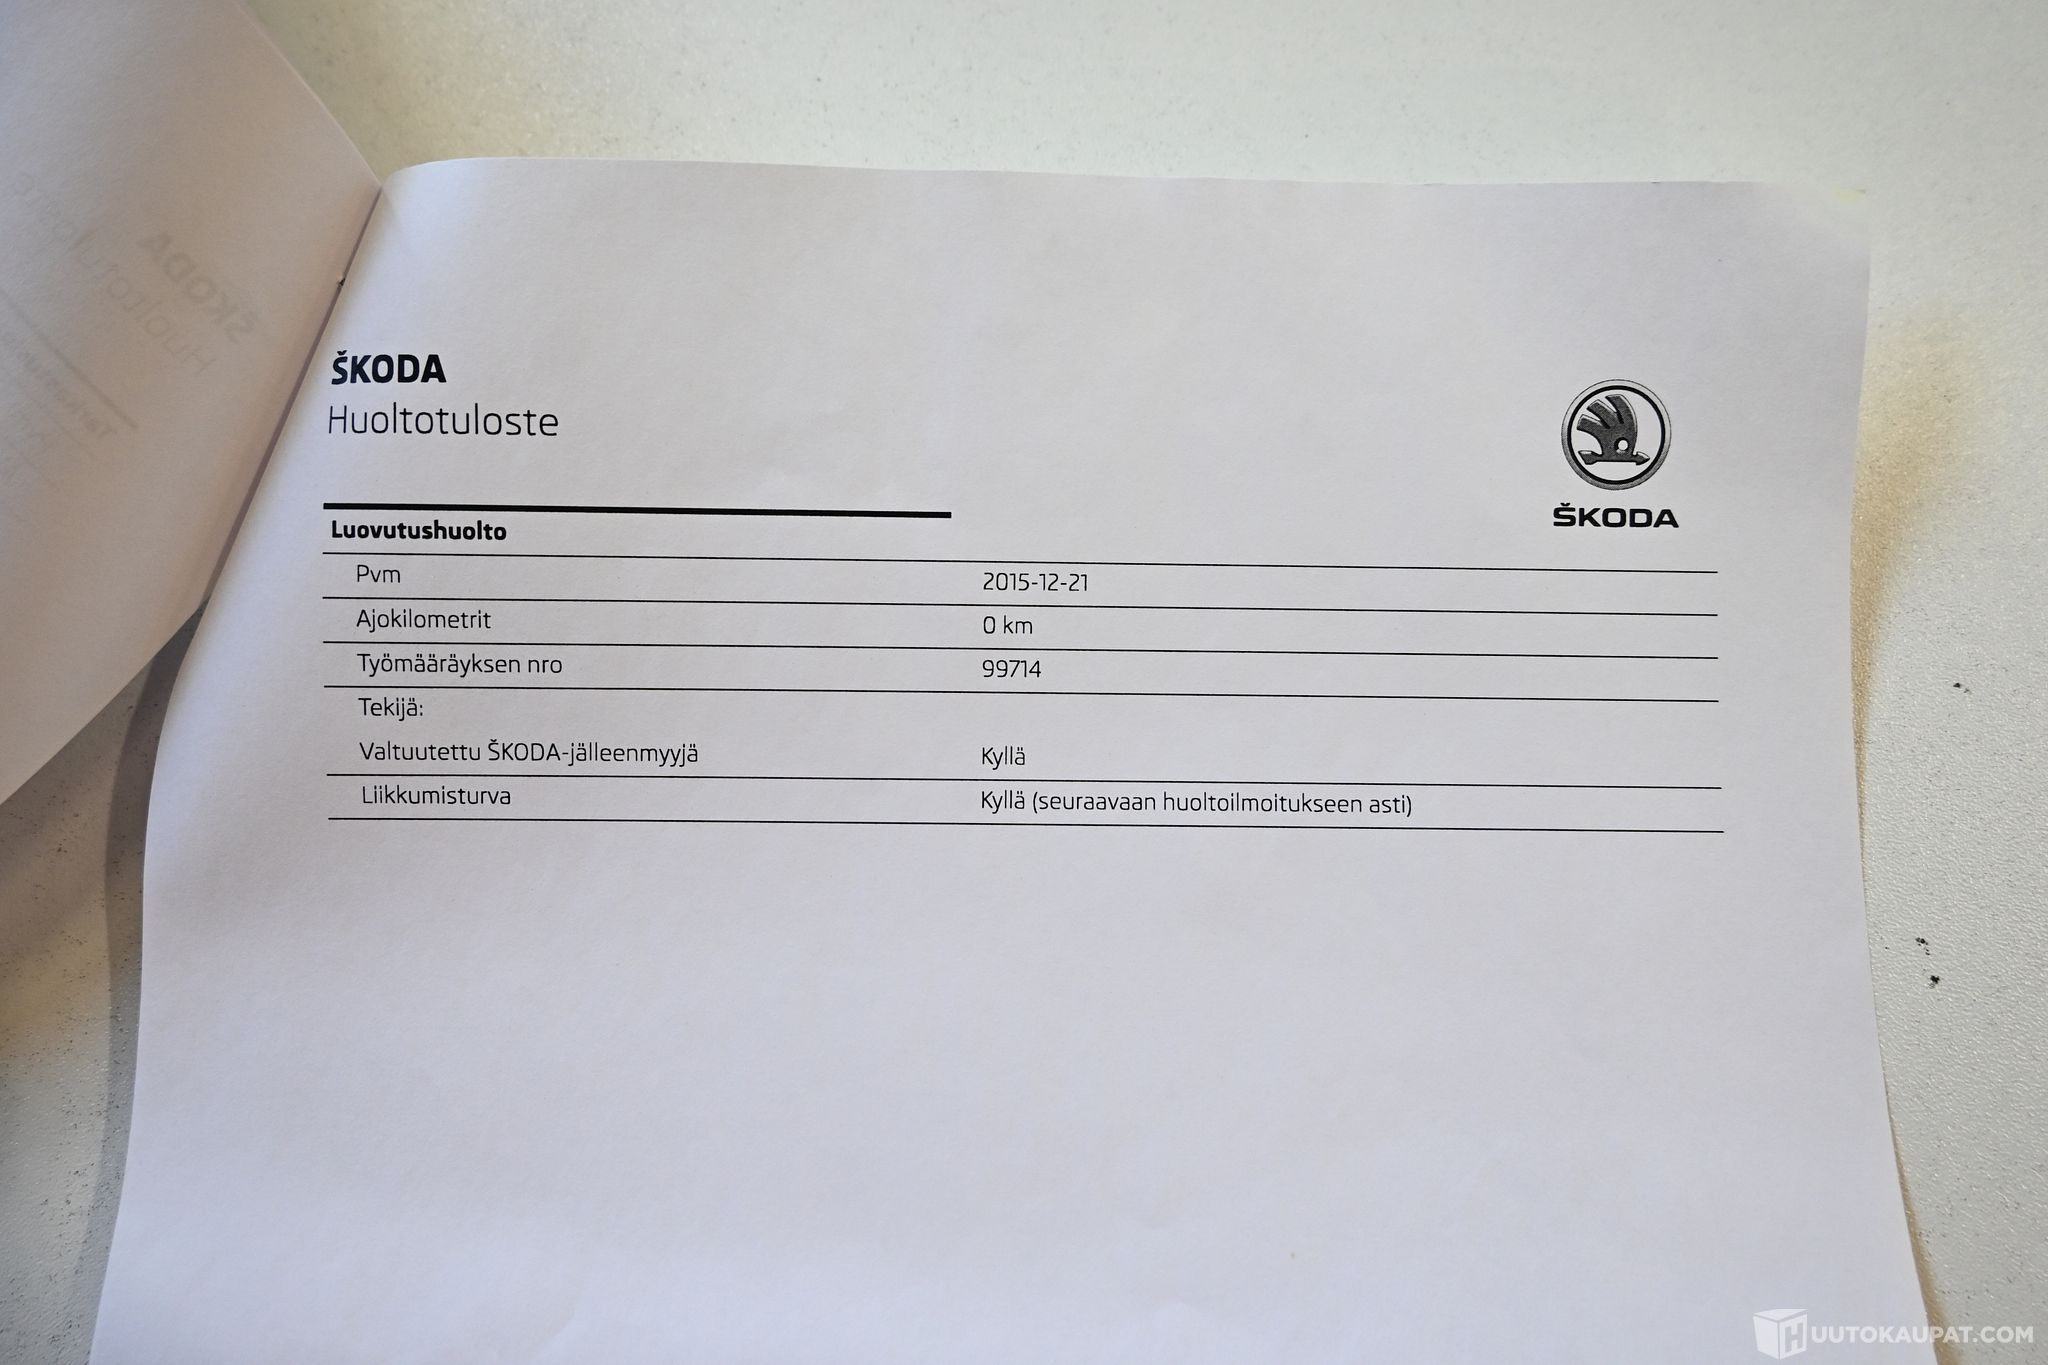 ŠKODA
Huoltotuloste
ŠKODA
Luovutushuolto
Pvm 2015-12-21
Ajokilometrit 0 km
Työmääräyksen nro 99714
Tekijä:
Valtuutettu ŠKODA-jälleenmyyjä Kyllä
Liikkumisturva Kyllä (seuraavaan huoltoilmoitukseen asti)
HUUTOKAUPAT.COM